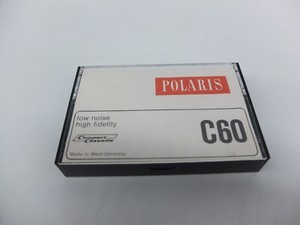 POLARIS
low noise
high fidelity
Compact
Cassette
C60
Made in West-Germany